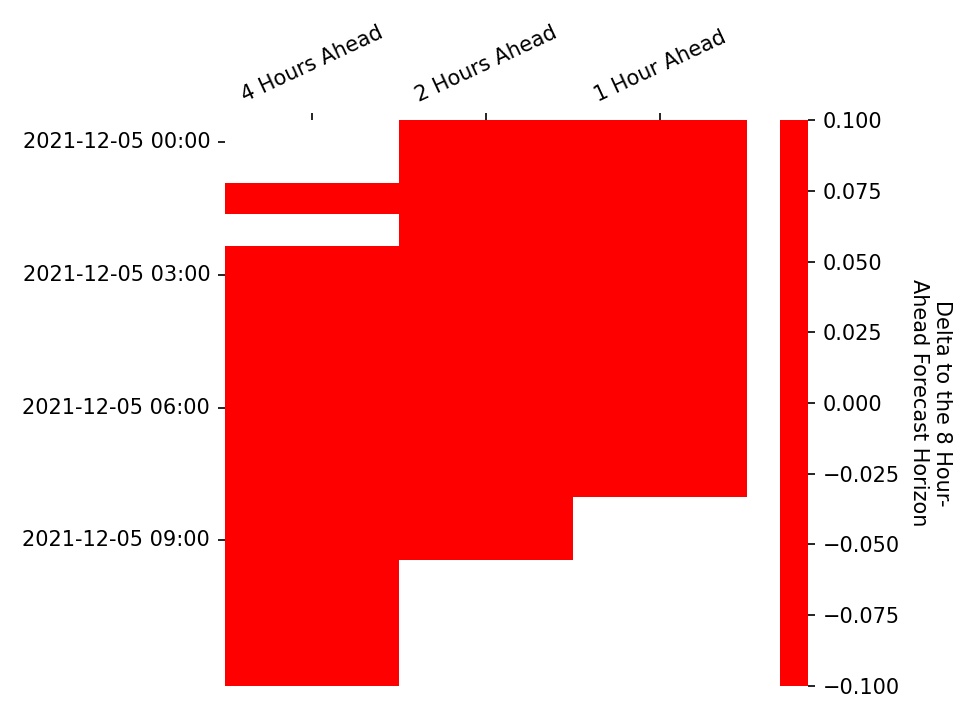 4 Hours Ahead
2 Hours Ahead
1 Hour Ahead
2021-12-05 00:00
2021-12-05 03:00
2021-12-05 06:00
2021-12-05 09:00
0.100
0.075
0.050
0.025
0.000
−0.025
−0.050
−0.075
−0.100
Delta to the 8 Hour-
Ahead Forecast Horizon